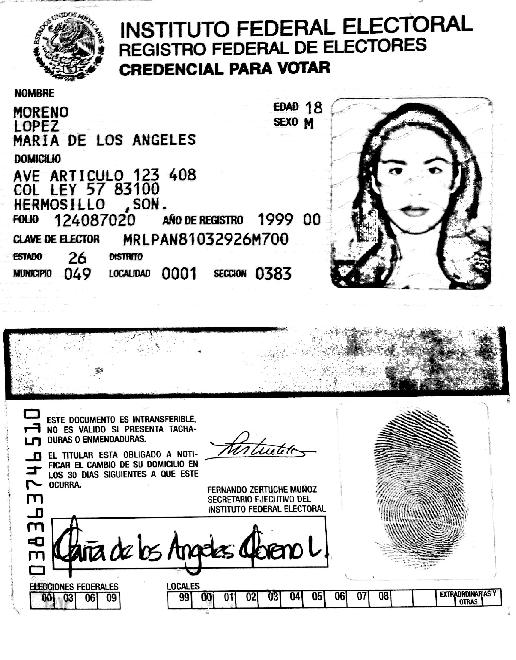 INSTITUTO FEDERAL ELECTORAL
REGISTRO FEDERAL DE ELECTORES
CREDENCIAL PARA VOTAR
ESTADOS UNIDOS MEXICANOS
NOMBRE
MORENO
LOPEZ
MARIA DE LOS ANGELES
EDAD 18
SEXO M
DOMICILIO
AVE ARTICULO 123 408
COL LEY 57 83100
HERMOSILLO ,SON.
FOLIO 124087020 AÑO DE REGISTRO 1999 00
CLAVE DE ELECTOR MRLPAN81032926M700
ESTADO 26 DISTRITO
MUNICIPIO 049 LOCALIDAD 0001 SECCION 0383
ESTE DOCUMENTO ES INTRANSFERIBLE,
NO ES VALIDO SI PRESENTA TACHA-
DURAS O ENMENDADURAS.
EL TITULAR ESTA OBLIGADO A NOTI-
FICAR EL CAMBIO DE SU DOMICILIO EN
LOS 30 DIAS SIGUIENTES A QUE ESTE
OCURRA.
FERNANDO ZERTUCHE MUÑOZ
SECRETARIO EJECUTIVO DEL
INSTITUTO FEDERAL ELECTORAL
Maria de los Angeles Moreno L.
ELECCIONES FEDERALES
00 03 06 09
LOCALES
99 00 01 02 03 04 05 06 07 08
EXTRAORDINARIAS Y
OTRAS